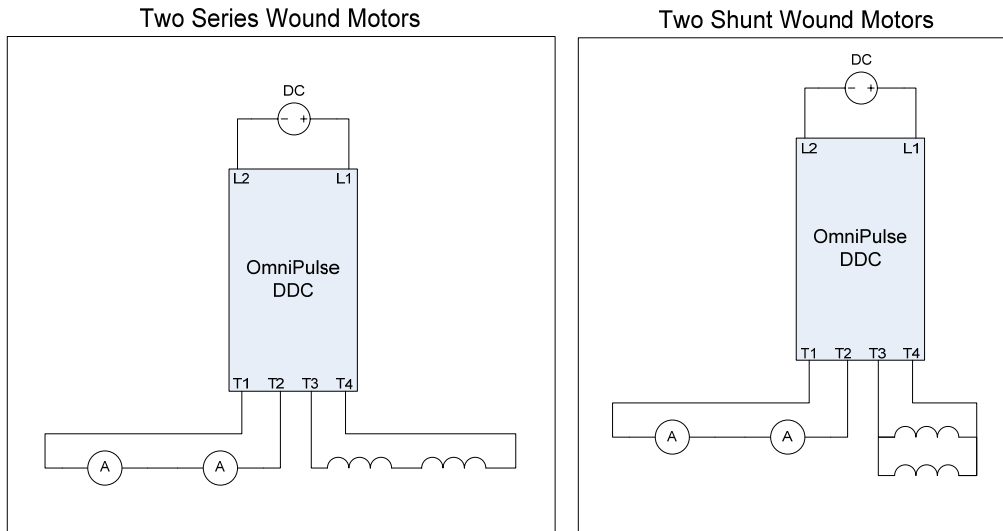 Two Series Wound Motors
DC
- +
L2 L1
OmniPulse
DDC
T1 T2 T3 T4
A A
Two Shunt Wound Motors
DC
- +
L2 L1
OmniPulse
DDC
T1 T2 T3 T4
A A